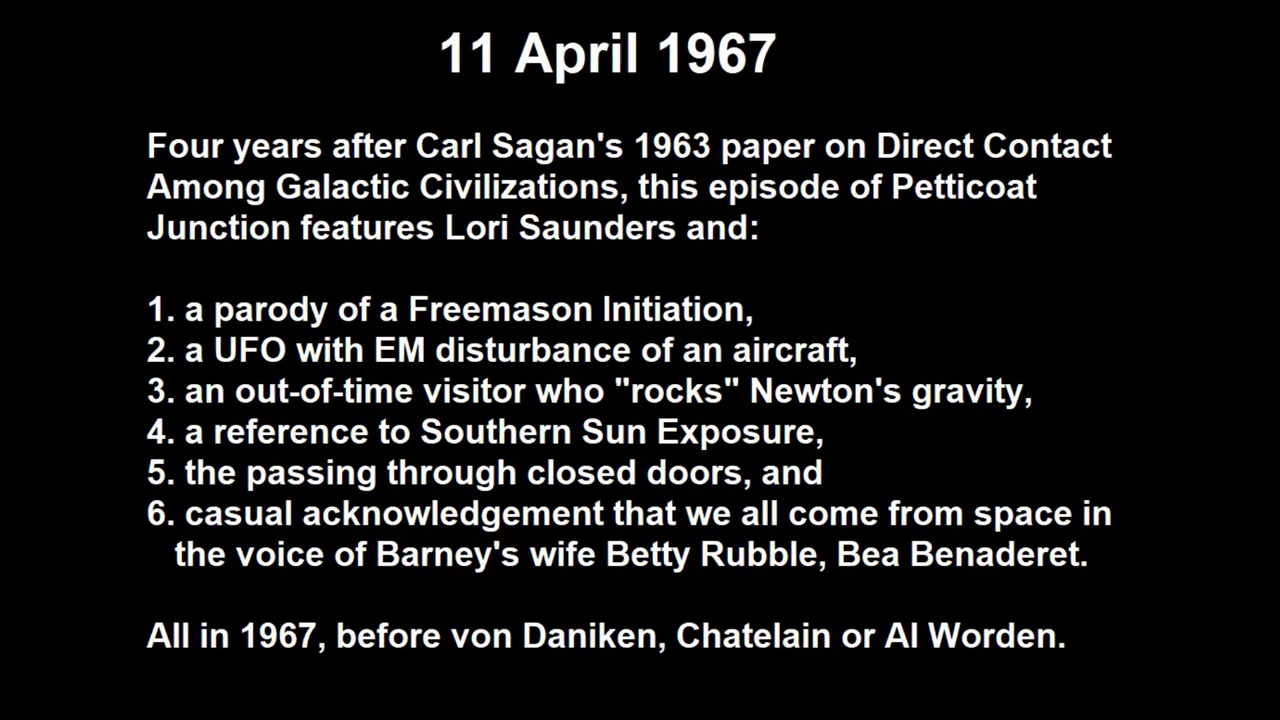 11 April 1967
Four years after Carl Sagan's 1963 paper on Direct Contact
Among Galactic Civilizations, this episode of Petticoat
Junction features Lori Saunders and:
1. a parody of a Freemason Initiation,
2. a UFO with EM disturbance of an aircraft,
3. an out-of-time visitor who "rocks" Newton's gravity,
4. a reference to Southern Sun Exposure,
5. the passing through closed doors, and
6. casual acknowledgement that we all come from space in
the voice of Barney's wife Betty Rubble, Bea Benaderet.
All in 1967, before von Daniken, Chatelain or Al Worden.